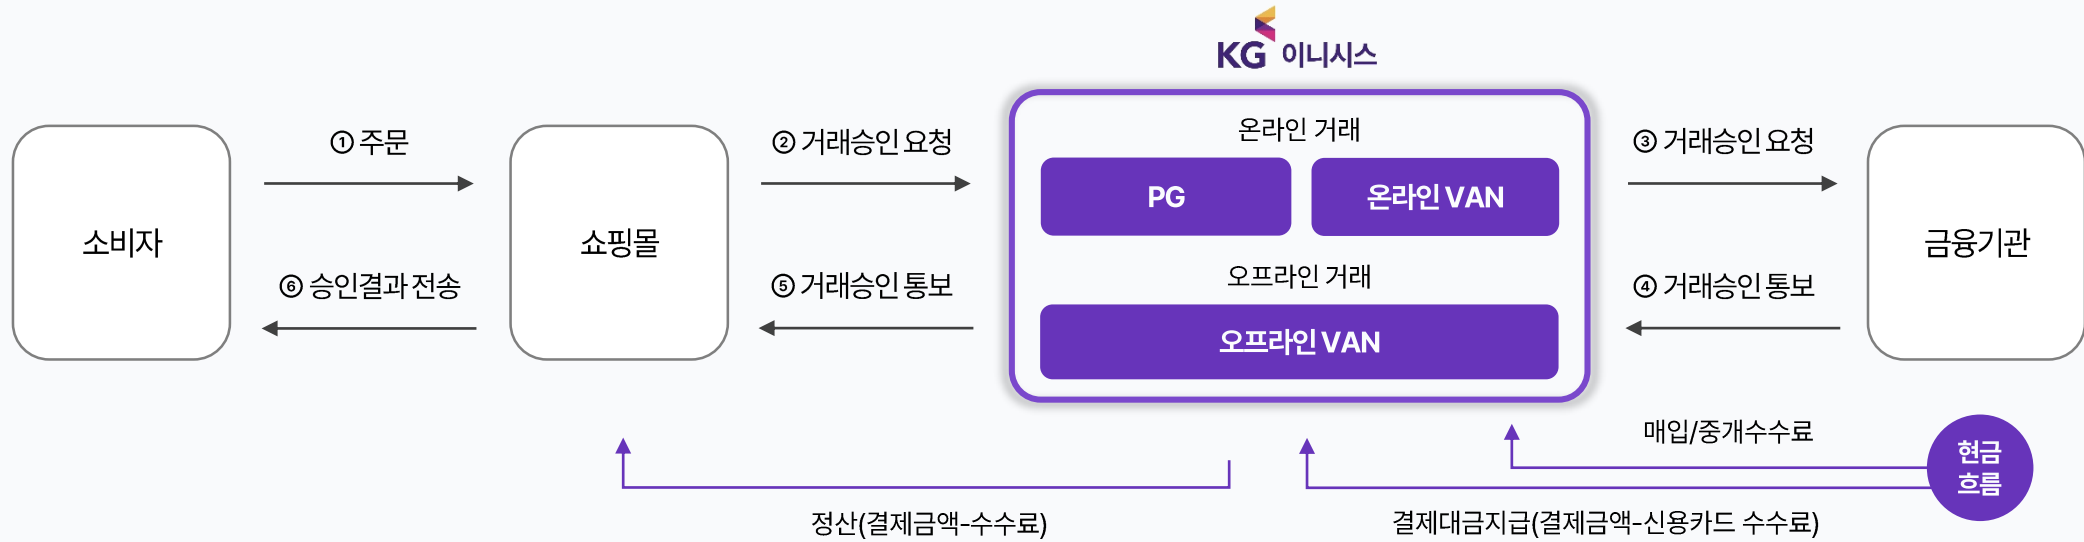 KG 이니시스
소비자
① 주문
⑥ 승인결과 전송
쇼핑몰
② 거래승인 요청
⑤ 거래승인 통보
온라인 거래
PG
온라인 VAN
오프라인 거래
오프라인 VAN
③ 거래승인 요청
④ 거래승인 통보
금융기관
매입/중개수수료
현금
흐름
정산(결제금액-수수료)
결제대금지급(결제금액-신용카드 수수료)